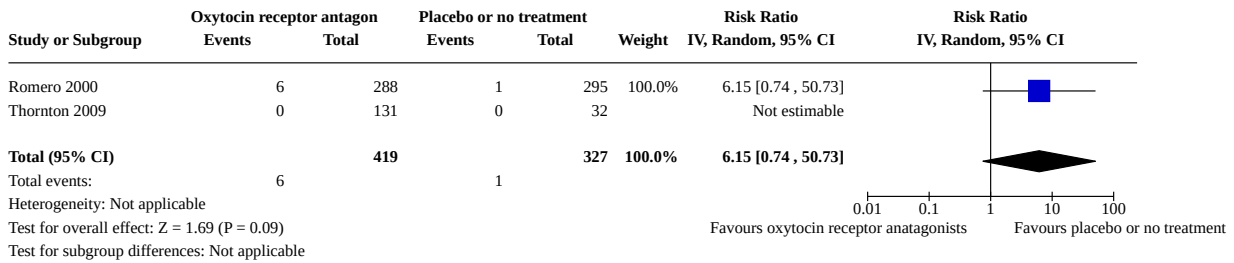 Oxytocin receptor antagon Placebo or no treatment Risk Ratio Risk Ratio
Study or Subgroup Events Total Events Total Weight IV, Random, 95% CI IV, Random, 95% CI
Romero 2000 6 288 1 295 100.0% 6.15 [0.74 , 50.73]
Thornton 2009 0 131 0 32 Not estimable
Total (95% CI) 419 327 100.0% 6.15 [0.74 , 50.73]
Total events: 6 1
Heterogeneity: Not applicable 0.01 0.1 1 10 100
Test for overall effect: Z = 1.69 (P = 0.09) Favours oxytocin receptor anatagonists Favours placebo or no treatment
Test for subgroup differences: Not applicable